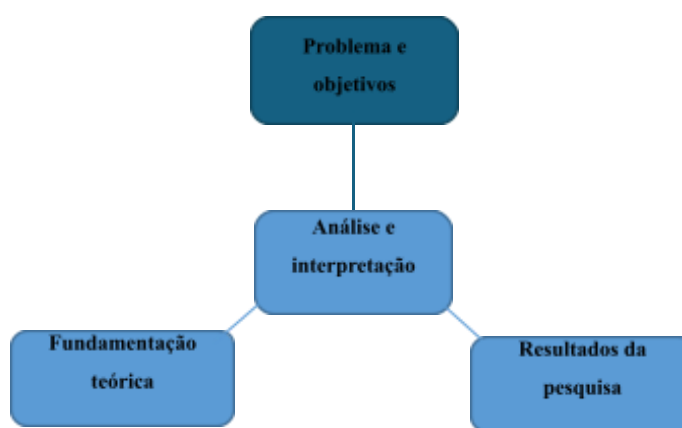 Problema e
objetivos
Análise e
interpretação
Fundamentação
teórica
Resultados da
pesquisa